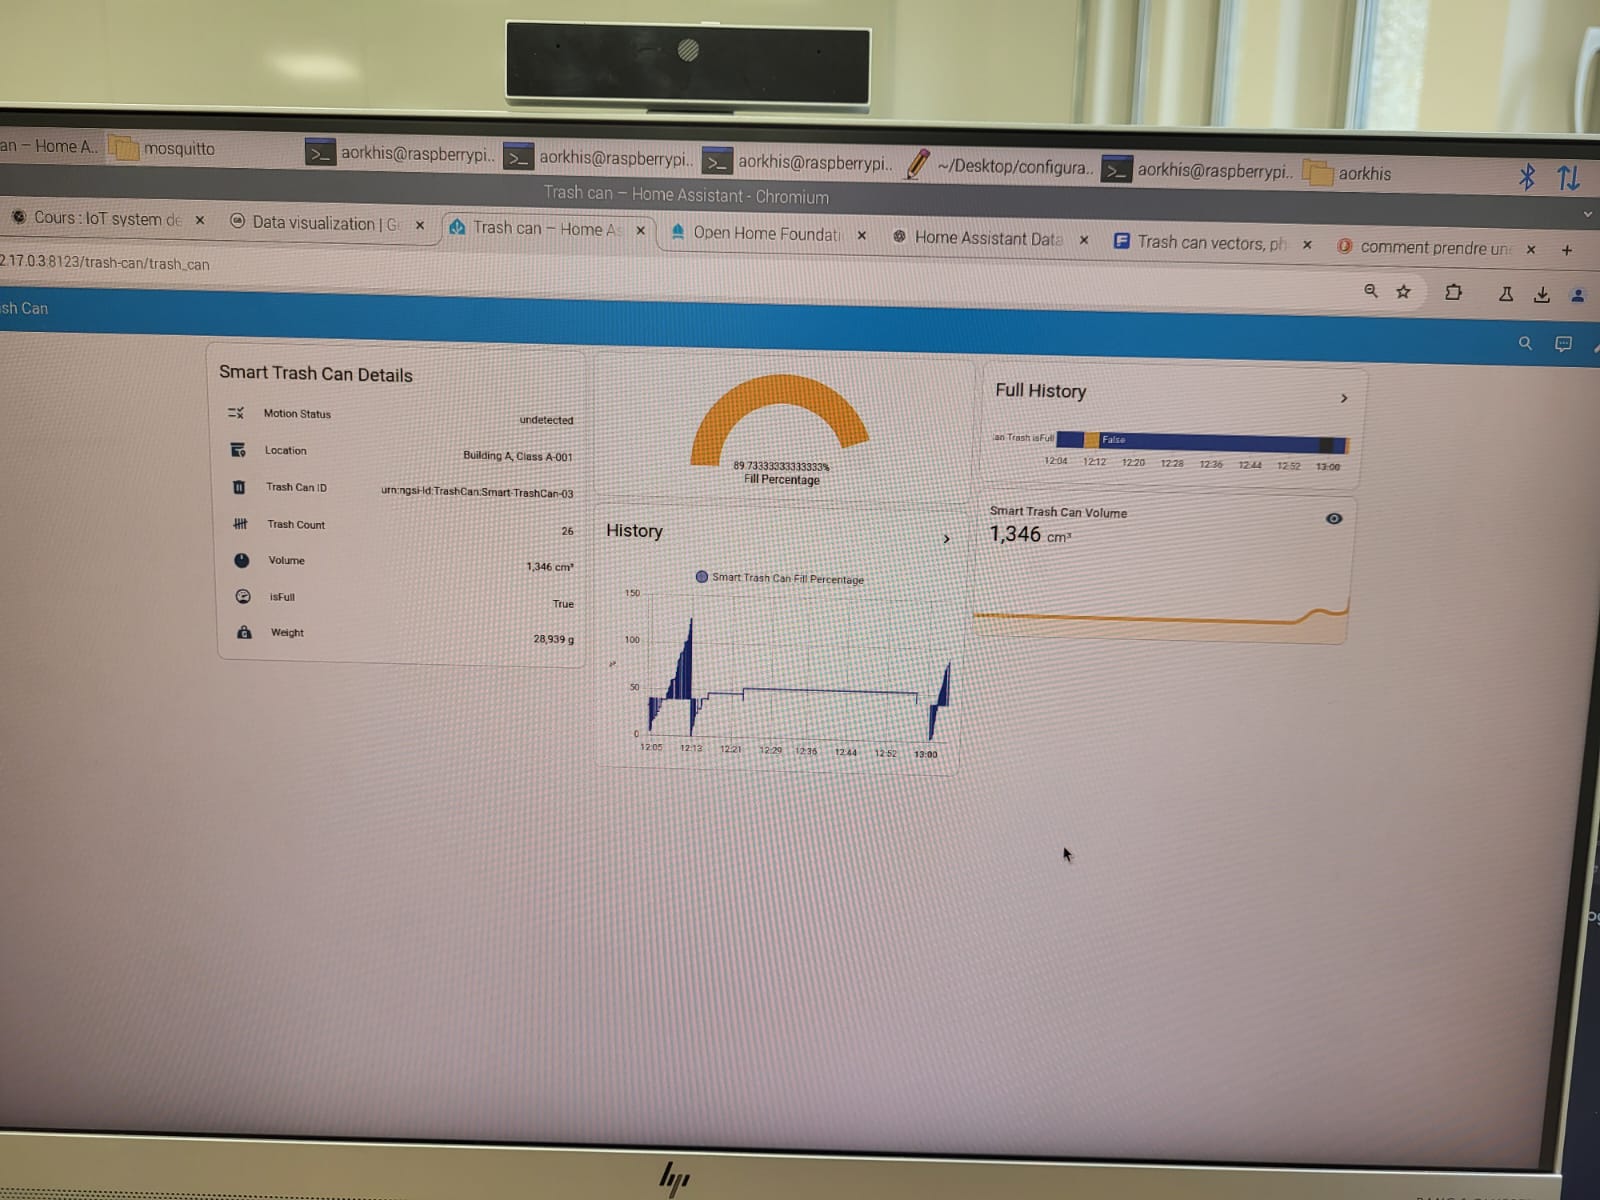 an – Home A..
mosquitto
aorkhis@raspberrypi..
aorkhis@raspberrypi..
aorkhis@raspberrypi..
~/Desktop/configura..
aorkhis@raspberrypi..
aorkhis
Trash can – Home Assistant - Chromium
Cours : IoT system de
Data visualization | Ge
Trash can – Home As
Open Home Foundati
Home Assistant Data
Trash can vectors, ph
comment prendre un
2.17.0.3:8123/trash-can/trash_can
sh Can
Smart Trash Can Details
Motion Status
undetected
Location
Building A, Class A-001
Trash Can ID
urn:ngsi-ld:TrashCan:Smart-TrashCan-03
Trash Count
26
Volume
1,346 cm³
isFull
True
Weight
28,939 g
89.73333333333333%
Fill Percentage
History
Smart Trash Can Fill Percentage
150
100
50
0
%
12:05 12:13 12:21 12:29 12:36 12:44 12:52 13:00
Full History
an Trash isFull
False
12:04 12:12 12:20 12:28 12:36 12:44 12:52 13:00
Smart Trash Can Volume
1,346 cm³
hp